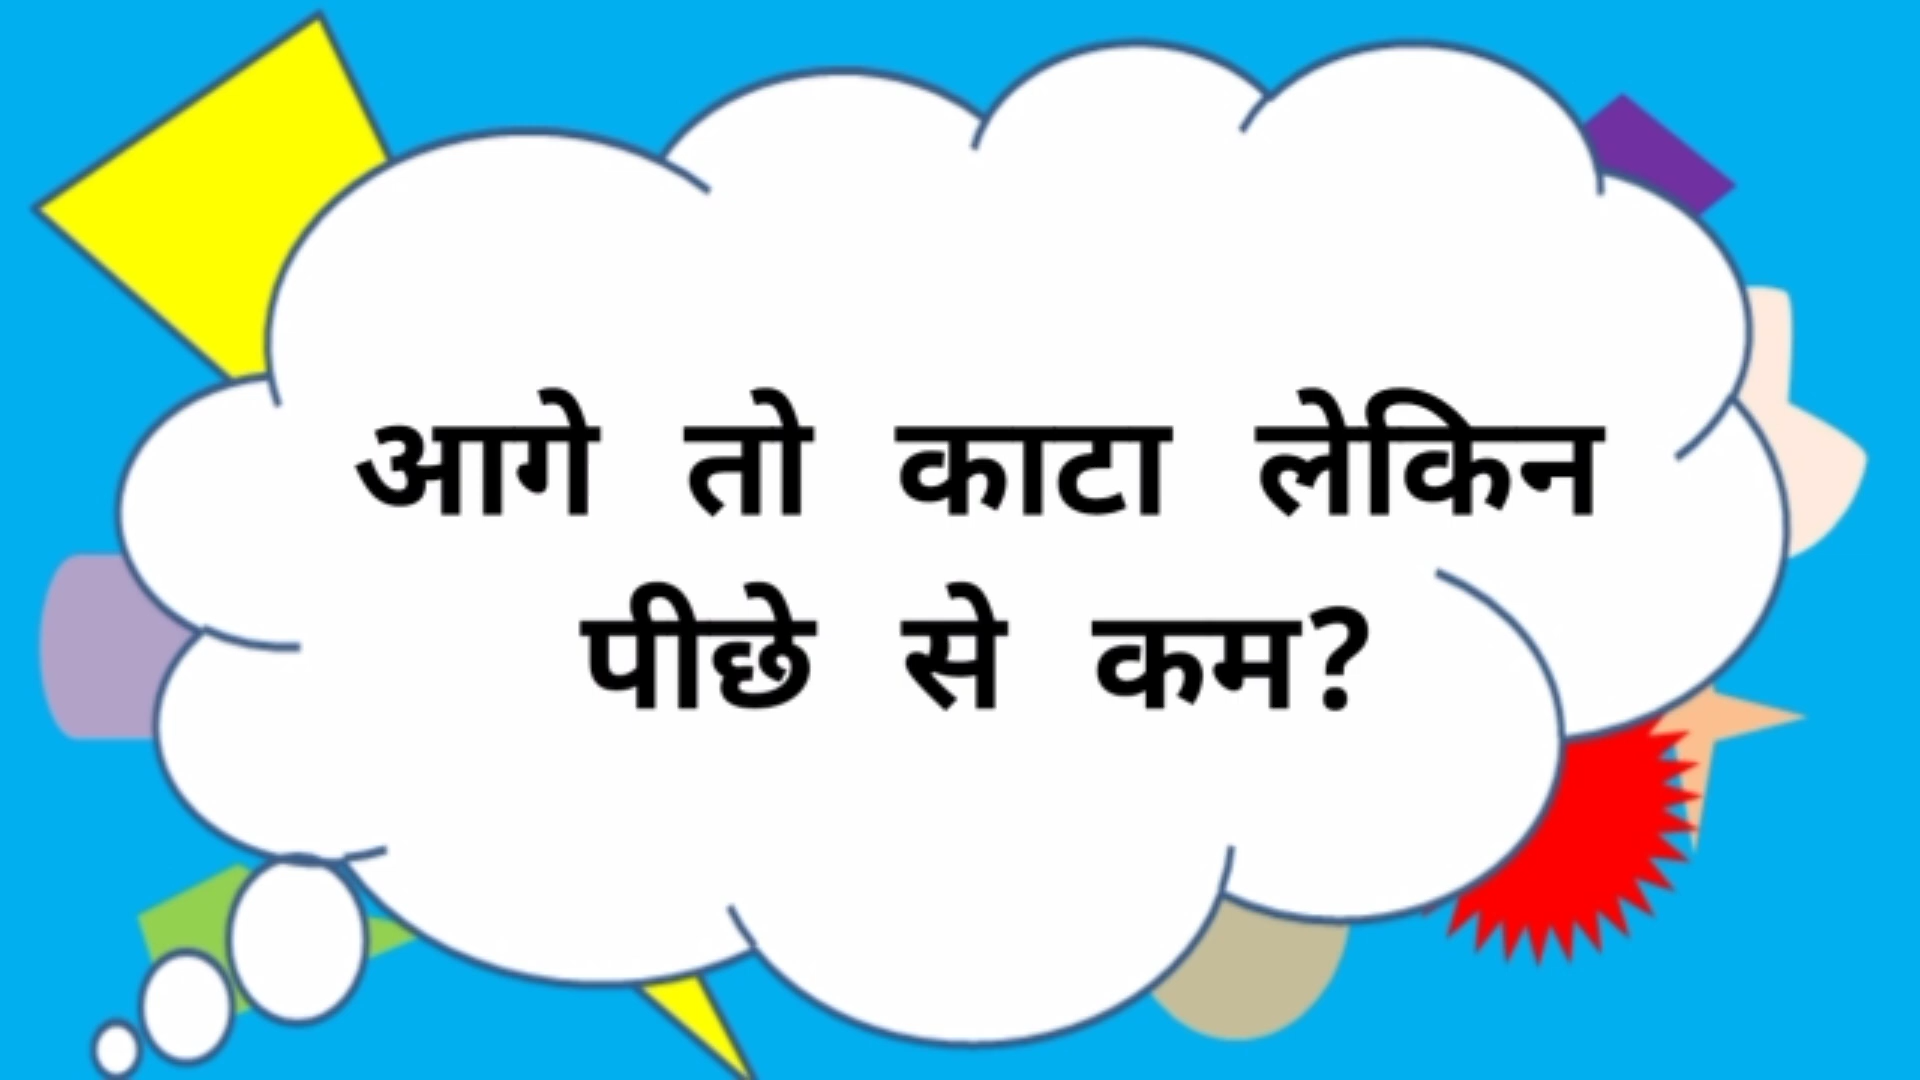 आगे तो काटा लेकिन
पीछे से कम?